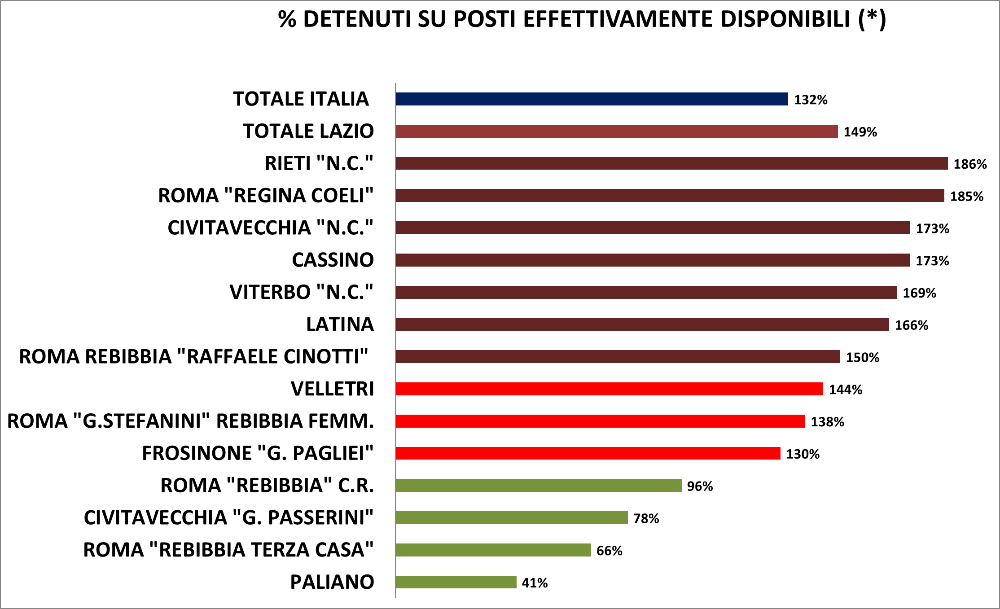 % DETENUTI SU POSTI EFFETTIVAMENTE DISPONIBILI (*)
TOTALE ITALIA 132%
TOTALE LAZIO 149%
RIETI "N.C." 186%
ROMA "REGINA COELI" 185%
CIVITAVECCHIA "N.C." 173%
CASSINO 173%
VITERBO "N.C." 169%
LATINA 166%
ROMA REBIBBIA "RAFFAELE CINOTTI" 150%
VELLETRI 144%
ROMA "G.STEFANINI" REBIBBIA FEMM. 138%
FROSINONE "G. PAGLIEI" 130%
ROMA "REBIBBIA" C.R. 96%
CIVITAVECCHIA "G. PASSERINI" 78%
ROMA "REBIBBIA TERZA CASA" 66%
PALIANO 41%